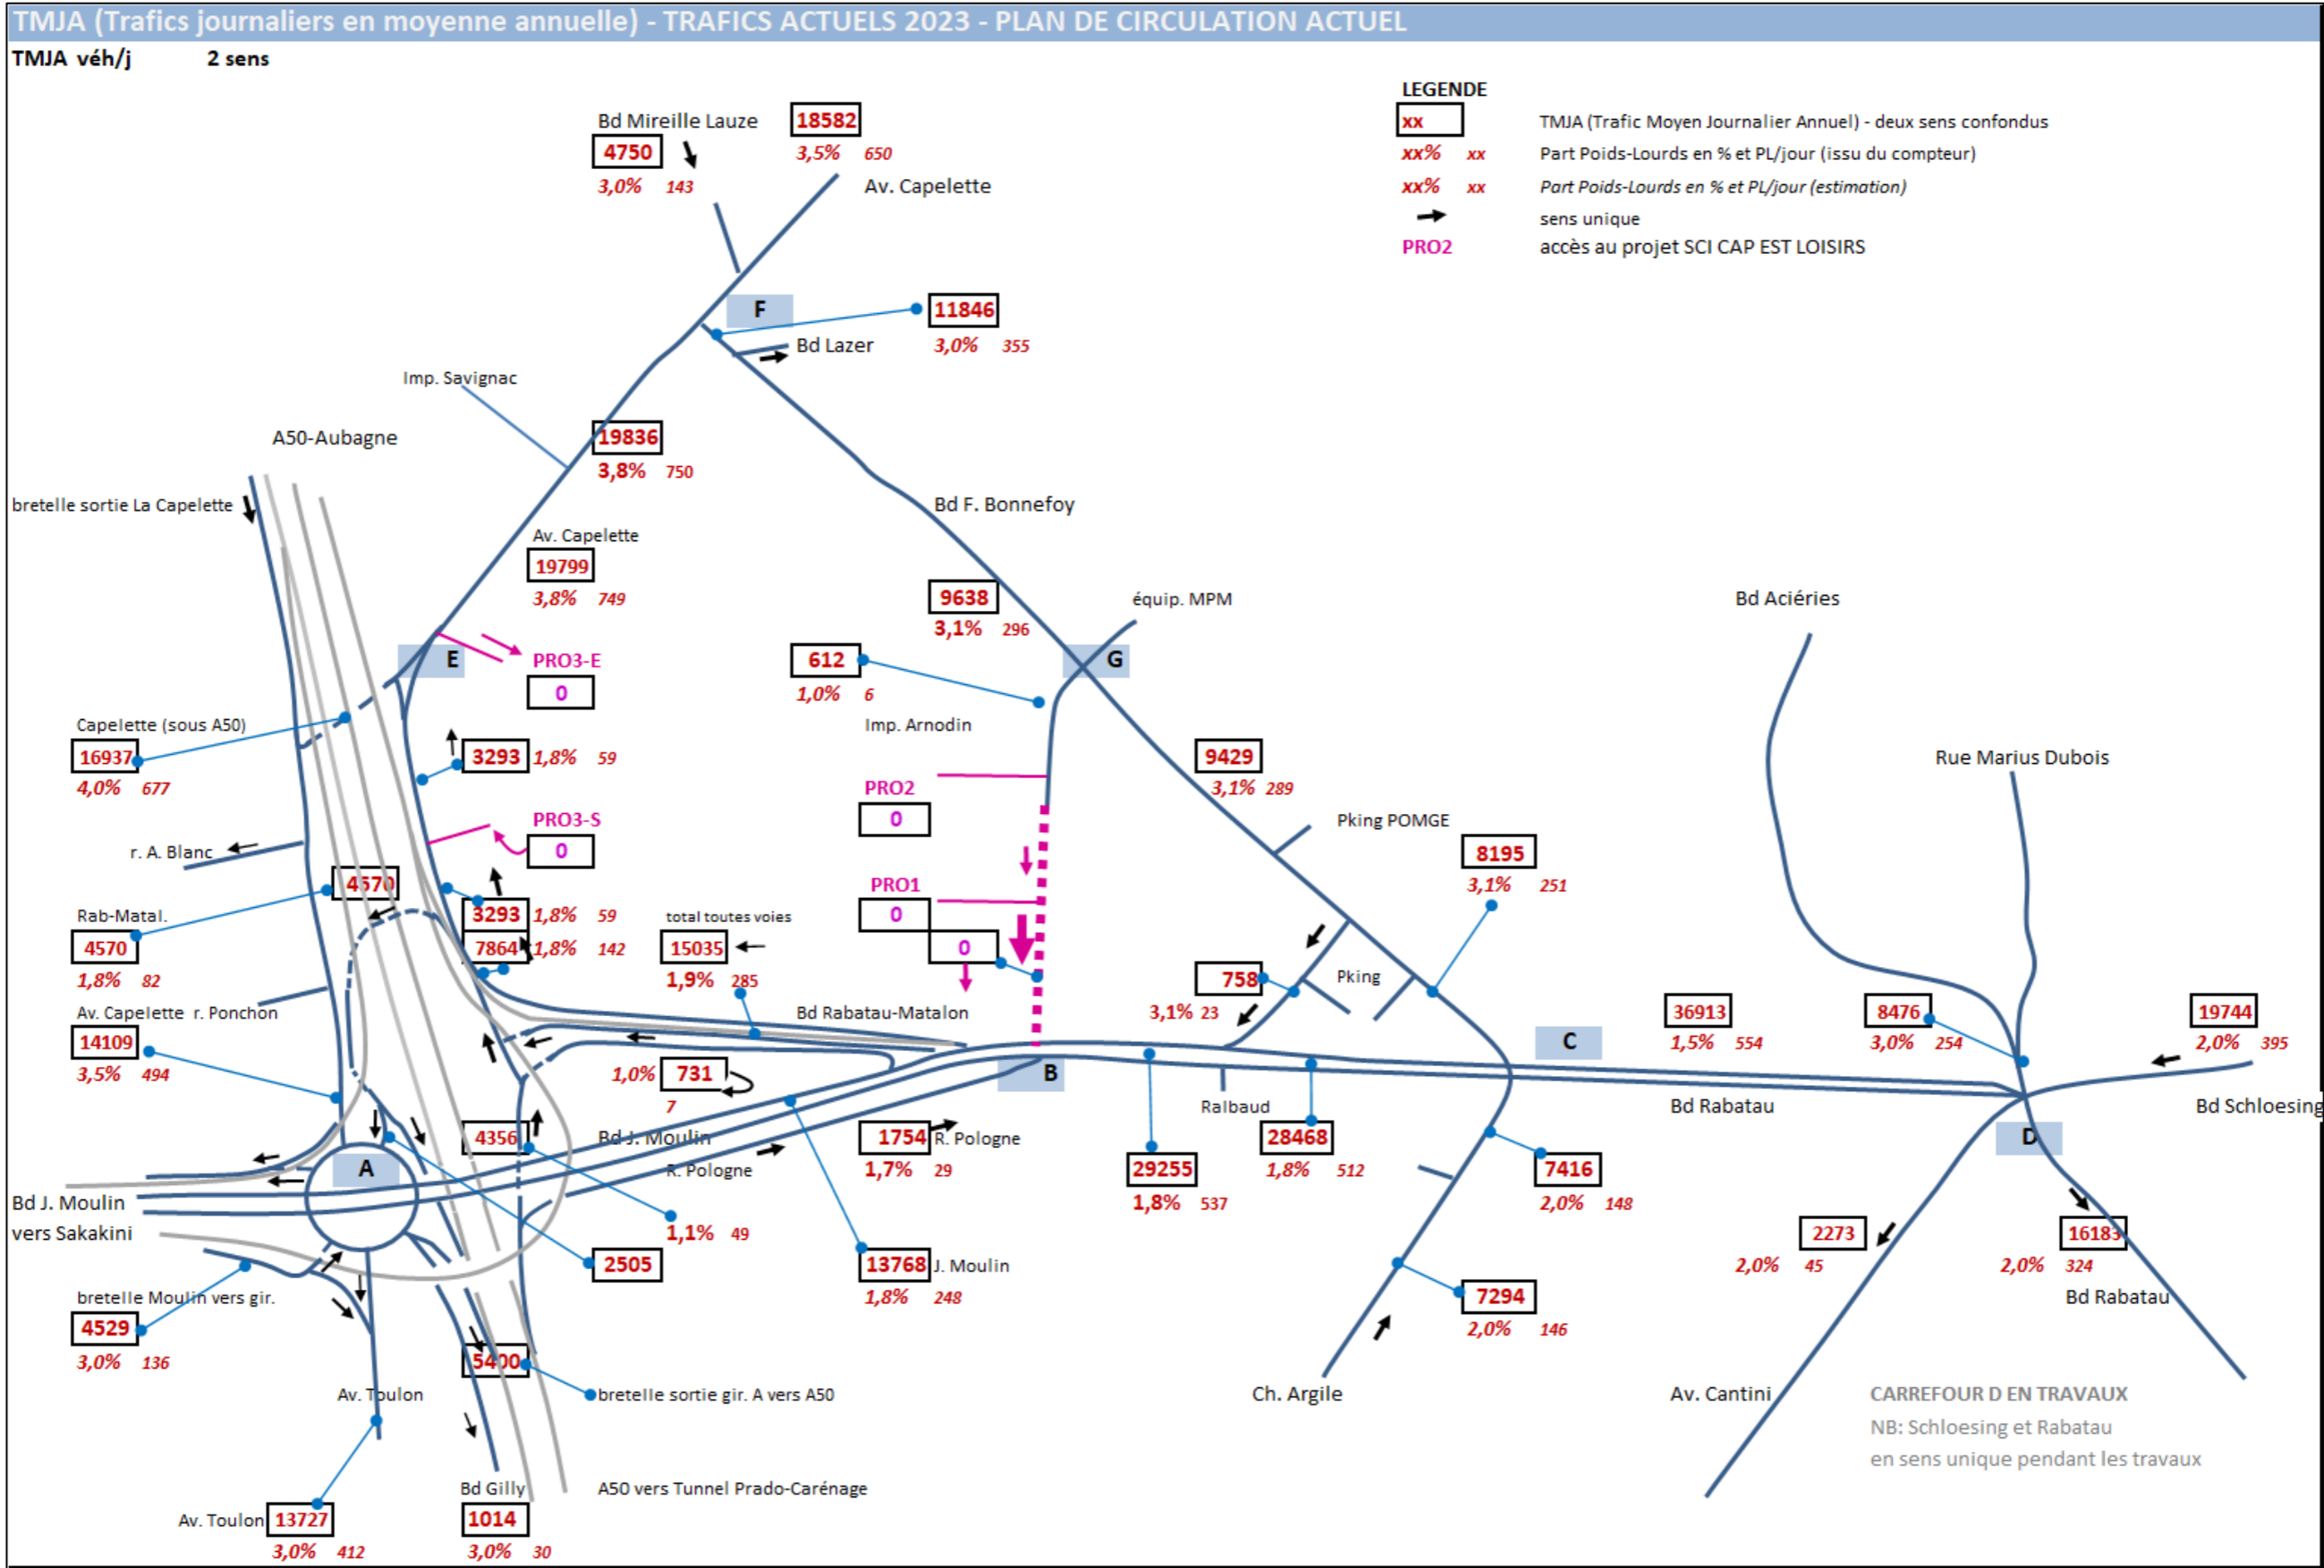 TMJA (Trafics journaliers en moyenne annuelle) - TRAFICS ACTUELS 2023 - PLAN DE CIRCULATION ACTUEL
TMJA véh/j 2 sens
LEGENDE
xx TMJA (Trafic Moyen Journalier Annuel) - deux sens confondus
xx% xx Part Poids-Lourds en % et PL/jour (issu du compteur)
xx% xx Part Poids-Lourds en % et PL/jour (estimation)
sens unique
PRO2 accès au projet SCI CAP EST LOISIRS
Bd Mireille Lauze
4750
3,0% 143
18582
3,5% 650
Av. Capelette
F
11846
3,0% 355
Bd Lazer
Imp. Savignac
19836
3,8% 750
A50-Aubagne
bretelle sortie La Capelette
Bd F. Bonnefoy
Av. Capelette
19799
3,8% 749
9638
3,1% 296
équip. MPM
Bd Aciéries
E
PRO3-E
0
612
1,0% 6
Imp. Arnodin
G
Capelette (sous A50)
16937
4,0% 677
3293 1,8% 59
9429
3,1% 289
Rue Marius Dubois
PRO2
0
PRO3-S
0
Pking POMGE
8195
3,1% 251
r. A. Blanc
4570
PRO1
0
0
Rab-Matal.
4570
1,8% 82
3293 1,8% 59
7864 1,8% 142
total toutes voies
15035
1,9% 285
758
3,1% 23
Pking
Av. Capelette r. Ponchon
14109
3,5% 494
Bd Rabatau-Matalon
C
36913
1,5% 554
8476
3,0% 254
19744
2,0% 395
1,0% 731
7
B
Ralbaud
Bd Rabatau
Bd Schloesing
4356
Bd J. Moulin
1754 R. Pologne
1,7% 29
28468
1,8% 512
D
A
R. Pologne
29255
1,8% 537
7416
2,0% 148
Bd J. Moulin
vers Sakakini
1,1% 49
2505
13768 J. Moulin
1,8% 248
2273
2,0% 45
16183
2,0% 324
Bd Rabatau
bretelle Moulin vers gir.
4529
3,0% 136
7294
2,0% 146
5400
Av. Toulon
bretelle sortie gir. A vers A50
Ch. Argile
Av. Cantini
CARREFOUR D EN TRAVAUX
NB: Schloesing et Rabatau
en sens unique pendant les travaux
Bd Gilly
1014
3,0% 30
A50 vers Tunnel Prado-Carénage
Av. Toulon 13727
3,0% 412